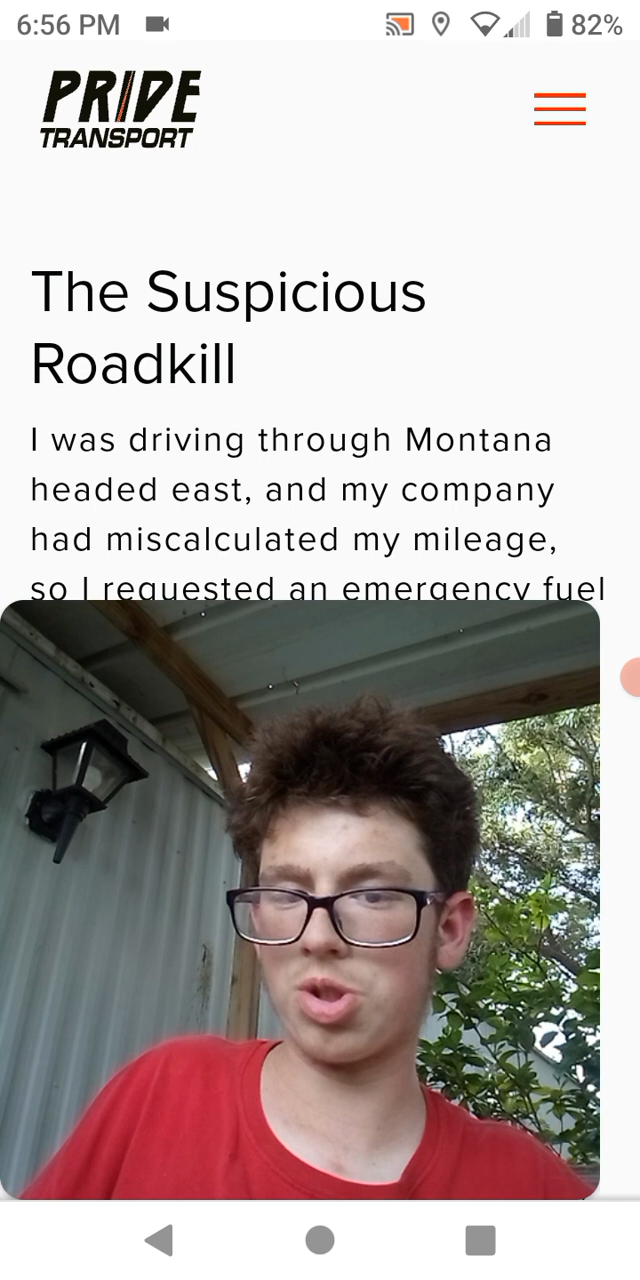 6:56 PM 82%
PRIDE
TRANSPORT
The Suspicious
Roadkill
I was driving through Montana
headed east, and my company
had miscalculated my mileage,
so I requested an emergency fuel